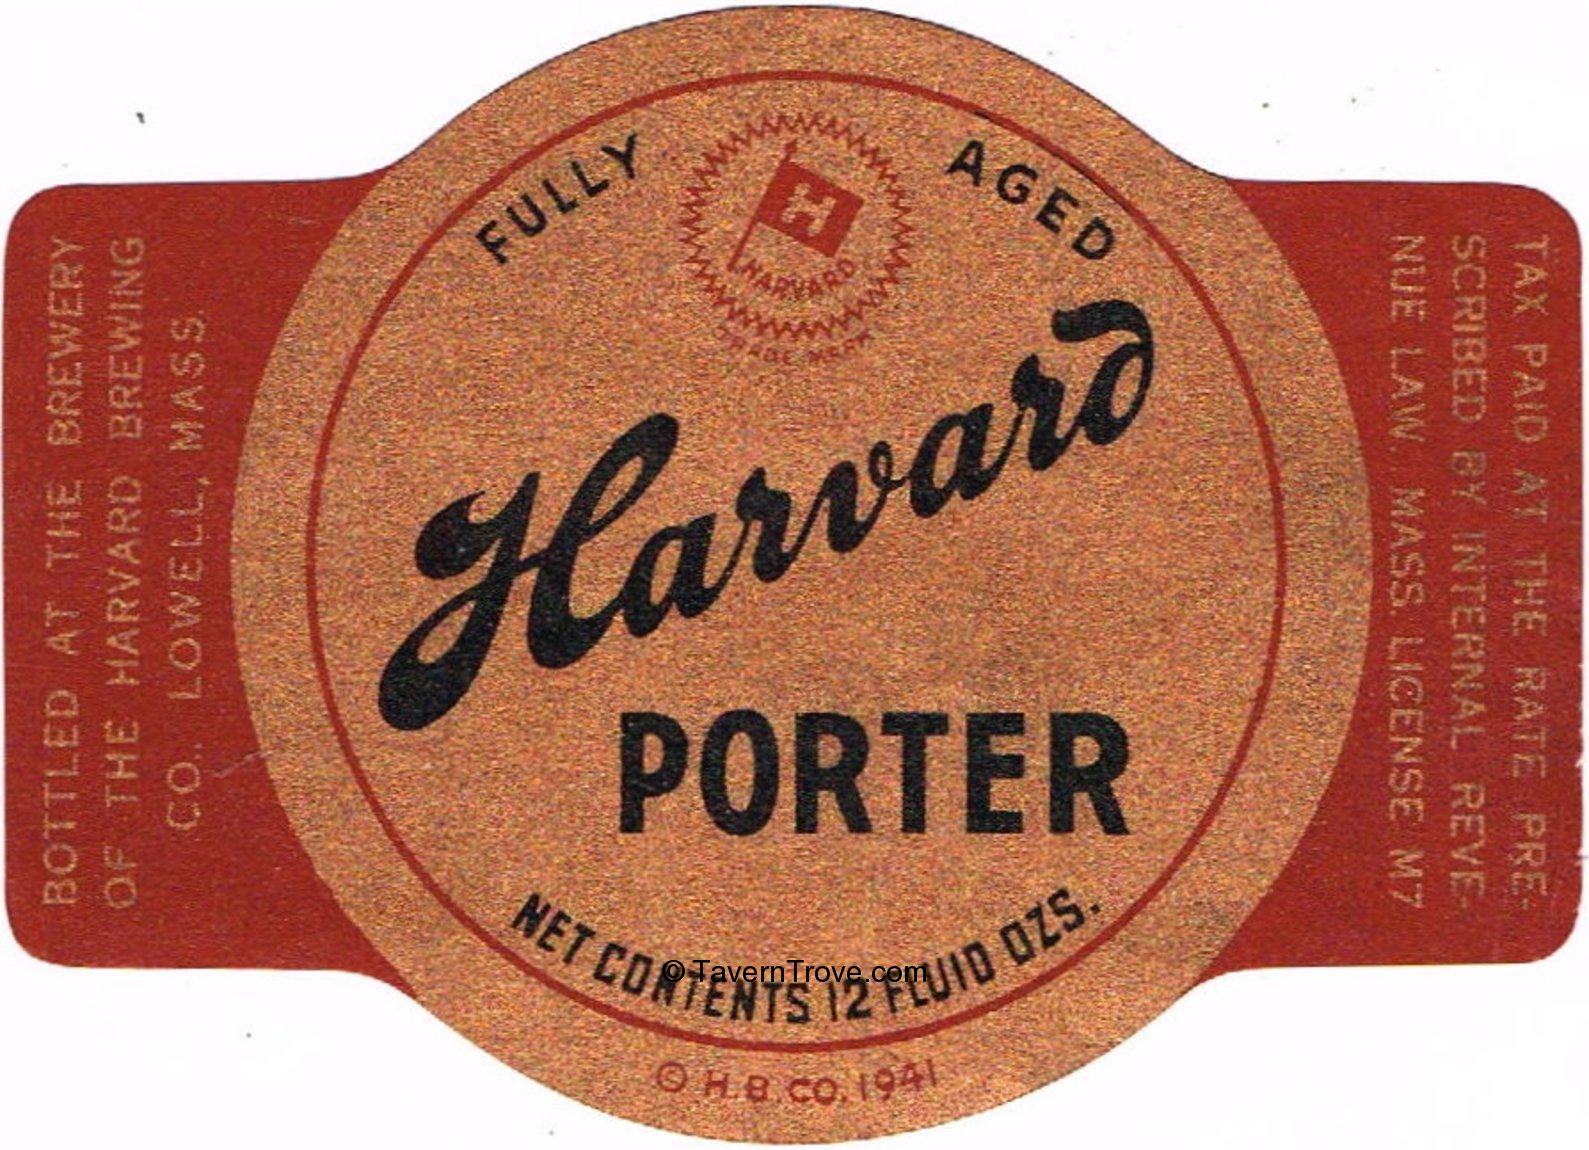 FULLY AGED
H
HARVARD
TRADE MARK
Harvard
PORTER
NET CONTENTS 12 FLUID OZS.
© TavernTrove.com
© H.B.CO. 1941
BOTTLED AT THE BREWERY
OF THE HARVARD BREWING
CO. LOWELL, MASS.
TAX PAID AT THE RATE PRE-
SCRIBED BY INTERNAL REVE-
NUE LAW. MASS. LICENSE M7